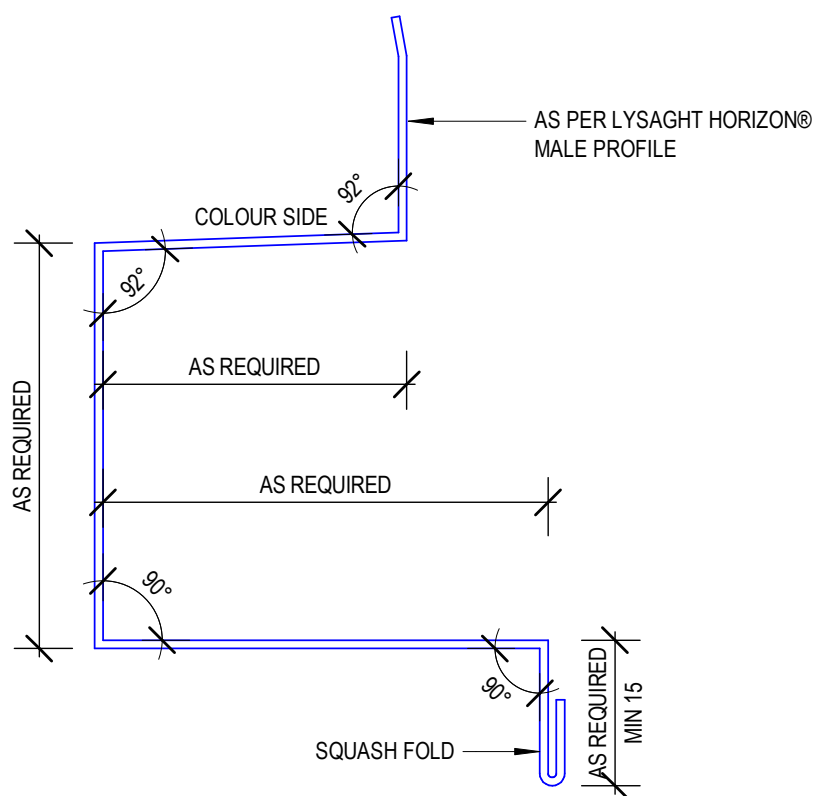 AS PER LYSAGHT HORIZON®
MALE PROFILE
92°
COLOUR SIDE
92°
AS REQUIRED
AS REQUIRED
AS REQUIRED
90°
90°
AS REQUIRED
MIN 15
SQUASH FOLD